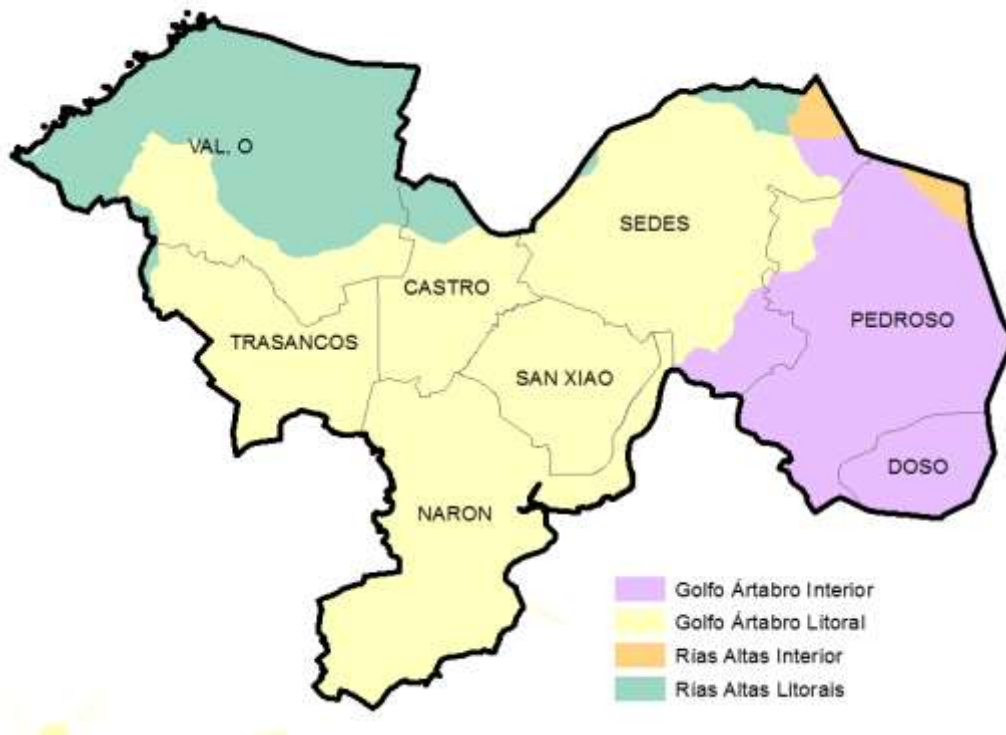 VAL. O
SEDES
CASTRO
PEDROSO
TRASANCOS
SAN XIAO
DOSO
NARON
Golfo Ártabro Interior
Golfo Ártabro Litoral
Rías Altas Interior
Rías Altas Litorais